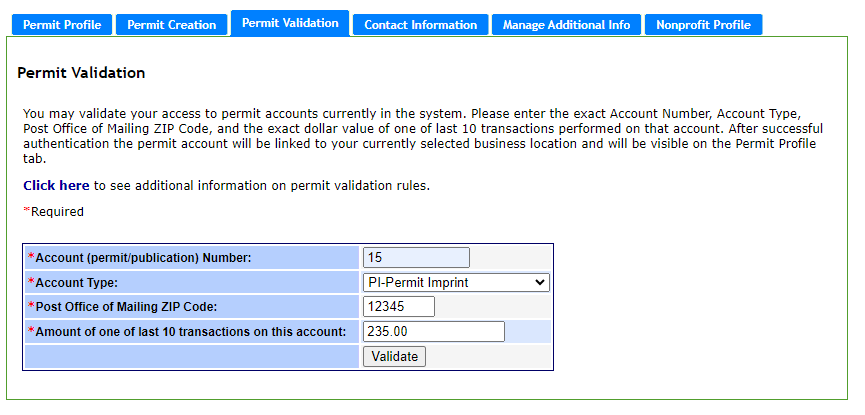 Permit Profile Permit Creation Permit Validation Contact Information Manage Additional Info Nonprofit Profile
Permit Validation
You may validate your access to permit accounts currently in the system. Please enter the exact Account Number, Account Type,
Post Office of Mailing ZIP Code, and the exact dollar value of one of last 10 transactions performed on that account. After successful
authentication the permit account will be linked to your currently selected business location and will be visible on the Permit Profile
tab.
Click here to see additional information on permit validation rules.
*Required
*Account (permit/publication) Number: 15
*Account Type: PI-Permit Imprint
*Post Office of Mailing ZIP Code: 12345
*Amount of one of last 10 transactions on this account: 235.00
Validate